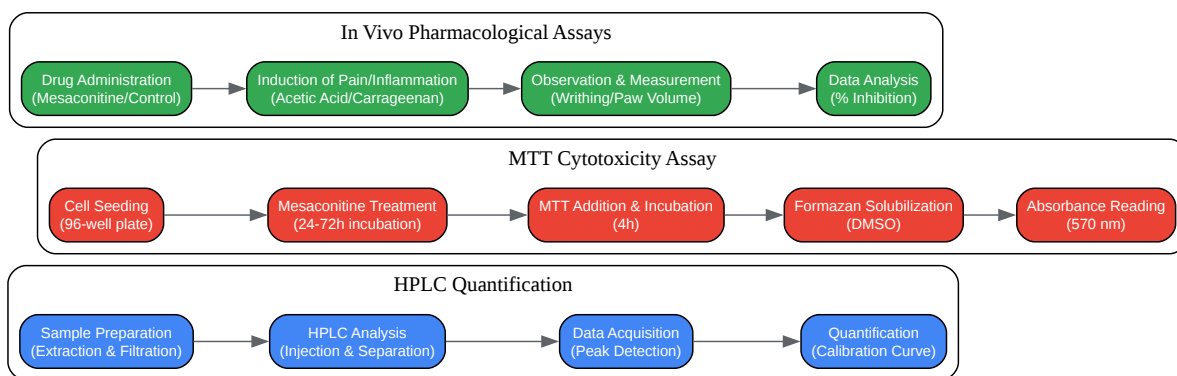 In Vivo Pharmacological Assays
Drug Administration
(Mesaconitine/Control)
Induction of Pain/Inflammation
(Acetic Acid/Carrageenan)
Observation & Measurement
(Writhing/Paw Volume)
Data Analysis
(% Inhibition)
MTT Cytotoxicity Assay
Cell Seeding
(96-well plate)
Mesaconitine Treatment
(24-72h incubation)
MTT Addition & Incubation
(4h)
Formazan Solubilization
(DMSO)
Absorbance Reading
(570 nm)
HPLC Quantification
Sample Preparation
(Extraction & Filtration)
HPLC Analysis
(Injection & Separation)
Data Acquisition
(Peak Detection)
Quantification
(Calibration Curve)